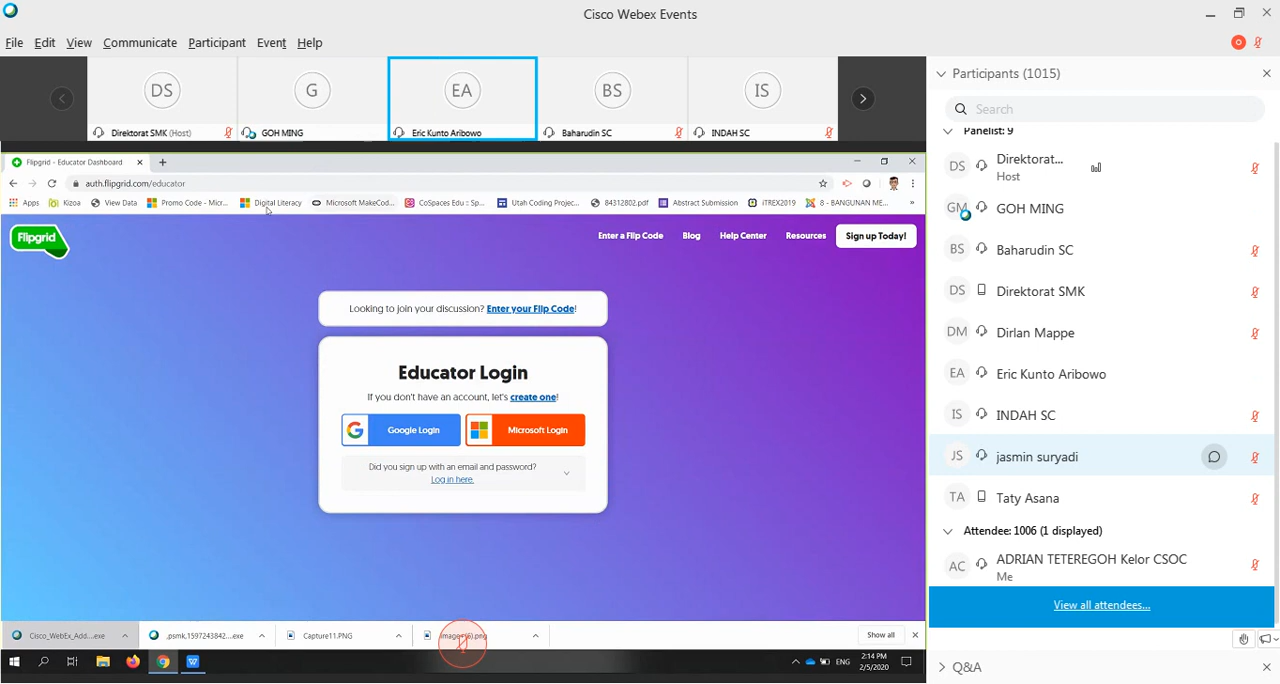 Cisco Webex Events
File Edit View Communicate Participant Event Help
DS
Direktorat SMK (Host)
G
GOH MING
EA
Eric Kunto Aribowo
BS
Baharudin SC
IS
INDAH SC
Flipgrid - Educator Dashboard
auth.flipgrid.com/educator
Apps Kizoa View Data Promo Code - Micr... Digital Literacy Microsoft MakeCod... CoSpaces Edu :: Sp... Utah Coding Projec... 84312802.pdf Abstract Submission iTREX2019 8 - BANGUNAN ME... »
Flipgrid
Enter a Flip Code Blog Help Center Resources Sign up Today!
Looking to join your discussion? Enter your Flip Code!
Educator Login
If you don't have an account, let's create one!
Google Login
Microsoft Login
Did you sign up with an email and password?
Log in here.
Cisco_WebEx_Add....exe
.psmk,1597243842....exe
Capture11.PNG
Show all
ENG
2:14 PM
2/5/2020
Participants (1015)
Search
Panelist: 9
DS Direktorat...
Host
GM GOH MING
BS Baharudin SC
DS Direktorat SMK
DM Dirlan Mappe
EA Eric Kunto Aribowo
IS INDAH SC
JS jasmin suryadi
TA Taty Asana
Attendee: 1006 (1 displayed)
AC ADRIAN TETEREGOH Kelor CSOC
Me
View all attendees...
Q&A